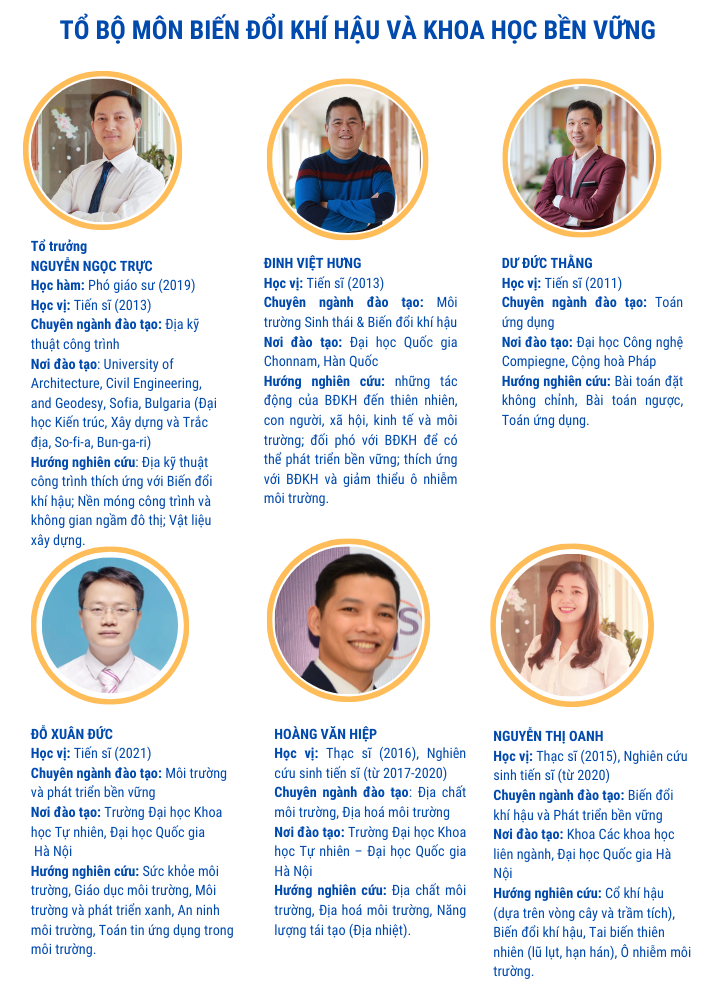 TỔ BỘ MÔN BIẾN ĐỔI KHÍ HẬU VÀ KHOA HỌC BỀN VỮNG
Tổ trưởng
NGUYỄN NGỌC TRỰC
Học hàm: Phó giáo sư (2019)
Học vị: Tiến sĩ (2013)
Chuyên ngành đào tạo: Địa kỹ
thuật công trình
Nơi đào tạo: University of
Architecture, Civil Engineering,
and Geodesy, Sofia, Bulgaria (Đại
học Kiến trúc, Xây dựng và Trắc
địa, So-fi-a, Bun-ga-ri)
Hướng nghiên cứu: Địa kỹ thuật
công trình thích ứng với Biến đổi
khí hậu; Nền móng công trình và
không gian ngầm đô thị; Vật liệu
xây dựng.
ĐINH VIỆT HƯNG
Học vị: Tiến sĩ (2013)
Chuyên ngành đào tạo: Môi
trường Sinh thái & Biến đổi khí hậu
Nơi đào tạo: Đại học Quốc gia
Chonnam, Hàn Quốc
Hướng nghiên cứu: những tác
động của BĐKH đến thiên nhiên,
con người, xã hội, kinh tế và môi
trường; đối phó với BĐKH để có
thể phát triển bền vững; thích ứng
với BĐKH và giảm thiểu ô nhiễm
môi trường.
DƯ ĐỨC THẮNG
Học vị: Tiến sĩ (2011)
Chuyên ngành đào tạo: Toán
ứng dụng
Nơi đào tạo: Đại học Công nghệ
Compiegne, Cộng hoà Pháp
Hướng nghiên cứu: Bài toán đặt
không chỉnh, Bài toán ngược,
Toán ứng dụng.
ĐỖ XUÂN ĐỨC
Học vị: Tiến sĩ (2021)
Chuyên ngành đào tạo: Môi trường
và phát triển bền vững
Nơi đào tạo: Trường Đại học Khoa
học Tự nhiên, Đại học Quốc gia
Hà Nội
Hướng nghiên cứu: Sức khỏe môi
trường, Giáo dục môi trường, Môi
trường và phát triển xanh, An ninh
môi trường, Toán tin ứng dụng trong
môi trường.
HOÀNG VĂN HIỆP
Học vị: Thạc sĩ (2016), Nghiên
cứu sinh tiến sĩ (từ 2017-2020)
Chuyên ngành đào tạo: Địa chất
môi trường, Địa hoá môi trường
Nơi đào tạo: Trường Đại học Khoa
học Tự nhiên – Đại học Quốc gia
Hà Nội
Hướng nghiên cứu: Địa chất môi
trường, Địa hoá môi trường, Năng
lượng tái tạo (Địa nhiệt).
NGUYỄN THỊ OANH
Học vị: Thạc sĩ (2015), Nghiên cứu
sinh tiến sĩ (từ 2020)
Chuyên ngành đào tạo: Biến đổi
khí hậu và Phát triển bền vững
Nơi đào tạo: Khoa Các khoa học
liên ngành, Đại học Quốc gia Hà
Nội
Hướng nghiên cứu: Cổ khí hậu
(dựa trên vòng cây và trầm tích),
Biến đổi khí hậu, Tai biến thiên
nhiên (lũ lụt, hạn hán), Ô nhiễm môi
trường.